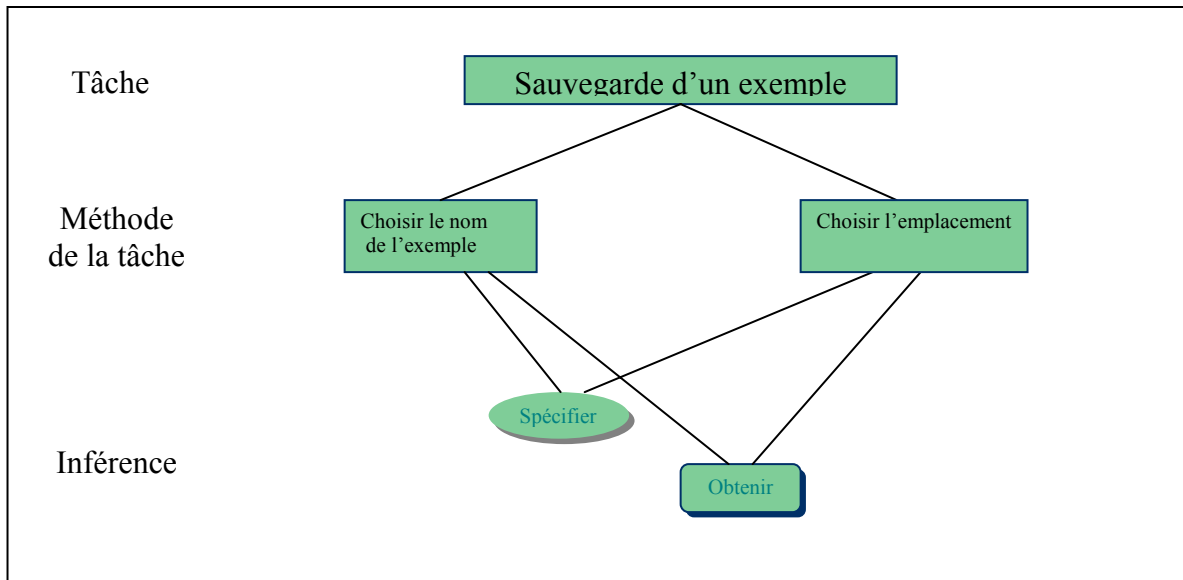 Tâche
Sauvegarde d’un exemple
Méthode
de la tâche
Choisir le nom
de l’exemple
Choisir l’emplacement
Spécifier
Inférence
Obtenir